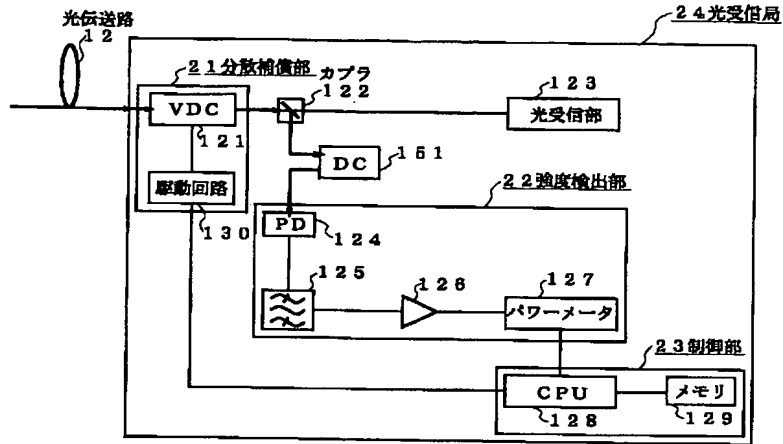 光伝送路
12
24光受信局
21分散補償部
カプラ
122
123
VDC
光受信部
121
DC
151
駆動回路
22強度検出部
130
PD
124
125
126
127
パワーメータ
23制御部
CPU
メモリ
128
129